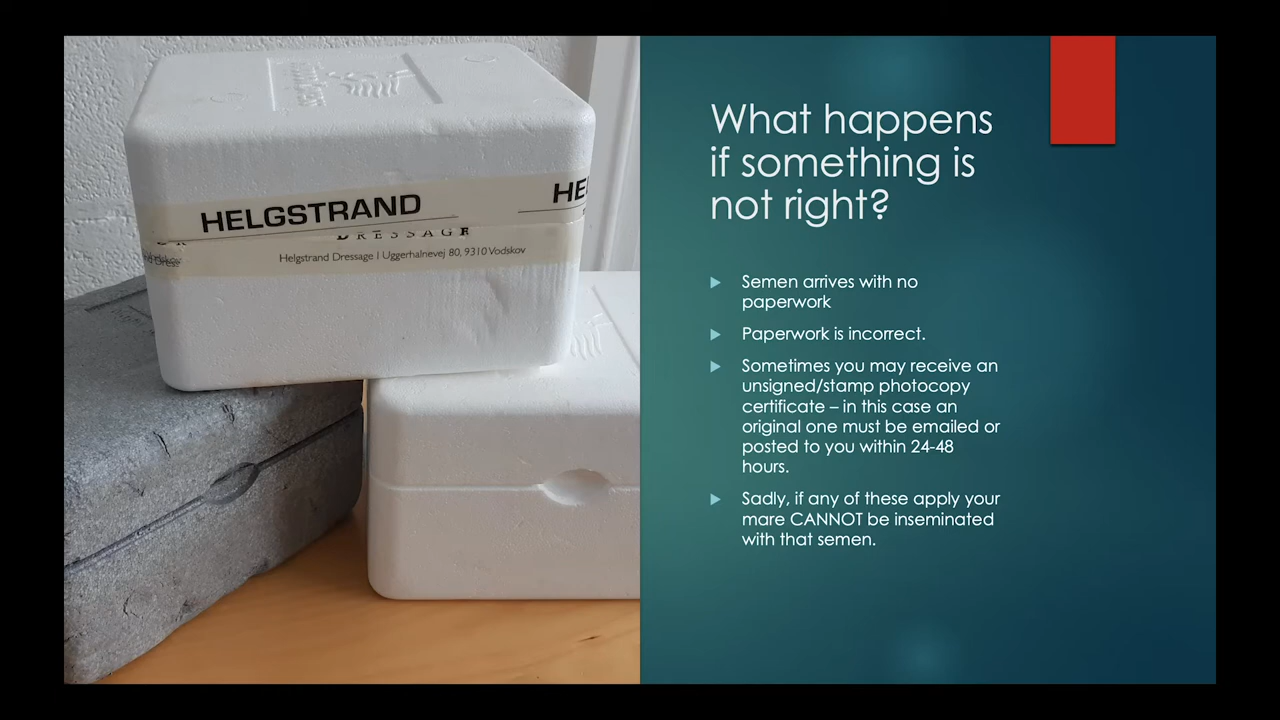 HELGSTRAND
HE
DRESSAGE
Helgstrand Dressage | Uggerhalnevej 80, 9310 Vodskov
What happens
if something is
not right?
Semen arrives with no
paperwork
Paperwork is incorrect.
Sometimes you may receive an
unsigned/stamp photocopy
certificate – in this case an
original one must be emailed or
posted to you within 24-48
hours.
Sadly, if any of these apply your
mare CANNOT be inseminated
with that semen.